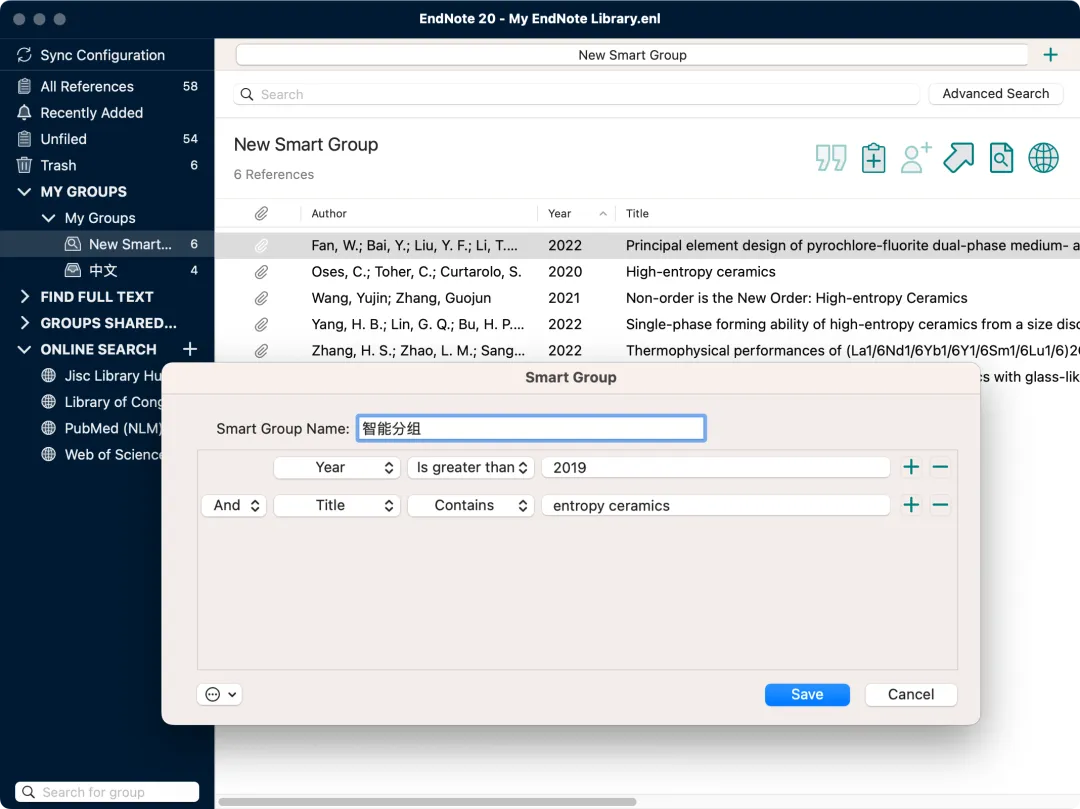 EndNote 20 - My EndNote Library.enl
Sync Configuration
All References 58
Recently Added
Unfiled 54
Trash 6
MY GROUPS
My Groups
New Smart... 6
中文 4
FIND FULL TEXT
GROUPS SHARED...
ONLINE SEARCH +
Jisc Library Hu
Library of Cong
PubMed (NLM)
Web of Science
Search for group
New Smart Group +
Search
Advanced Search
New Smart Group
6 References
Author Year Title
Fan, W.; Bai, Y.; Liu, Y. F.; Li, T.... 2022 Principal element design of pyrochlore-fluorite dual-phase medium- a
Oses, C.; Toher, C.; Curtarolo, S. 2020 High-entropy ceramics
Wang, Yujin; Zhang, Guojun 2021 Non-order is the New Order: High-entropy Ceramics
Yang, H. B.; Lin, G. Q.; Bu, H. P.... 2022 Single-phase forming ability of high-entropy ceramics from a size disc
Zhang, H. S.; Zhao, L. M.; Sang... 2022 Thermophysical performances of (La1/6Nd1/6Yb1/6Y1/6Sm1/6Lu1/6)2
cs with glass-lik
Smart Group
Smart Group Name: 智能分组
Year Is greater than 2019
And Title Contains entropy ceramics
Save Cancel